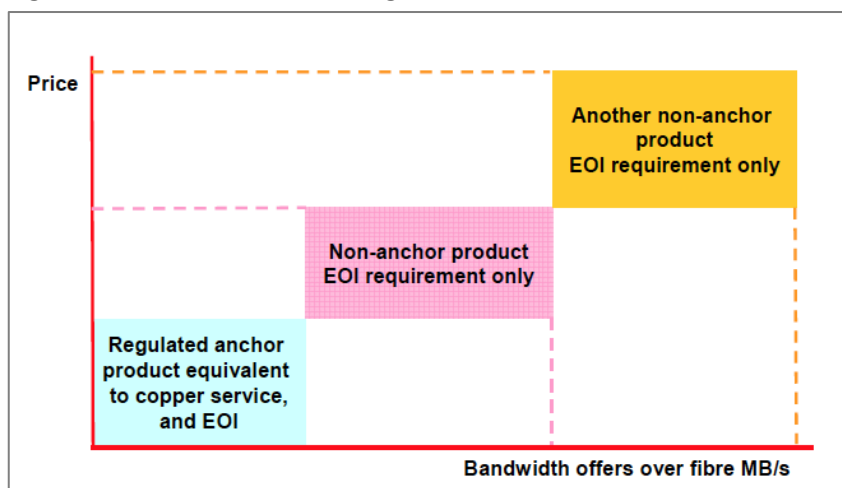 Price
Another non-anchor
product
EOI requirement only
Non-anchor product
EOI requirement only
Regulated anchor
product equivalent
to copper service,
and EOI
Bandwidth offers over fibre MB/s